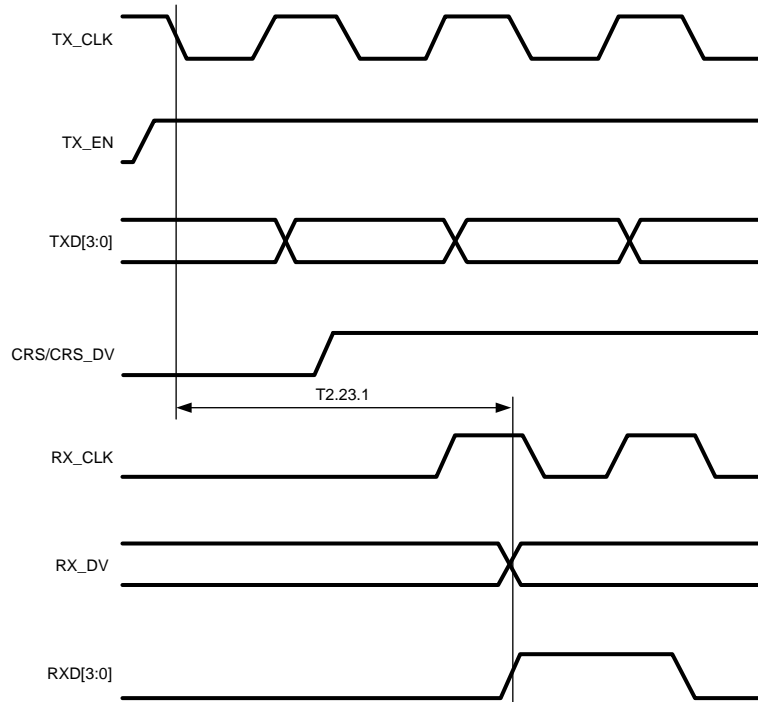 TX_CLK
TX_EN
TXD[3:0]
CRS/CRS_DV
T2.23.1
RX_CLK
RX_DV
RXD[3:0]